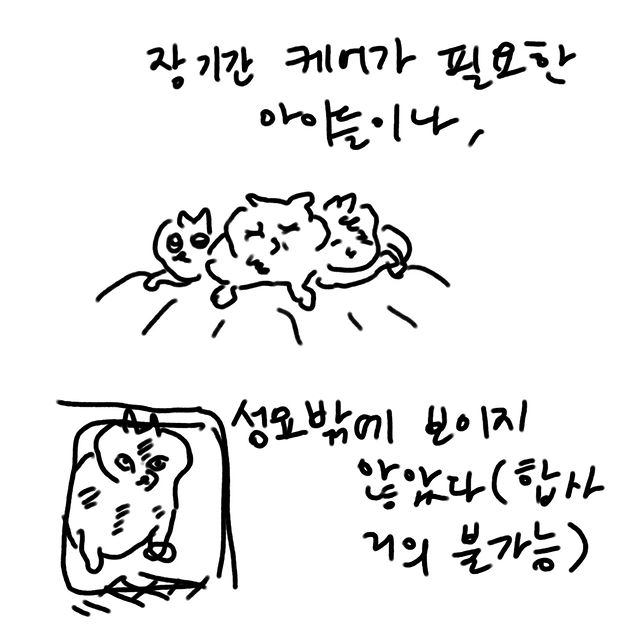 장기간 케어가 필요한
아이들이나,
성묘밖에 보이지
않았다(합사
거의 불가능)